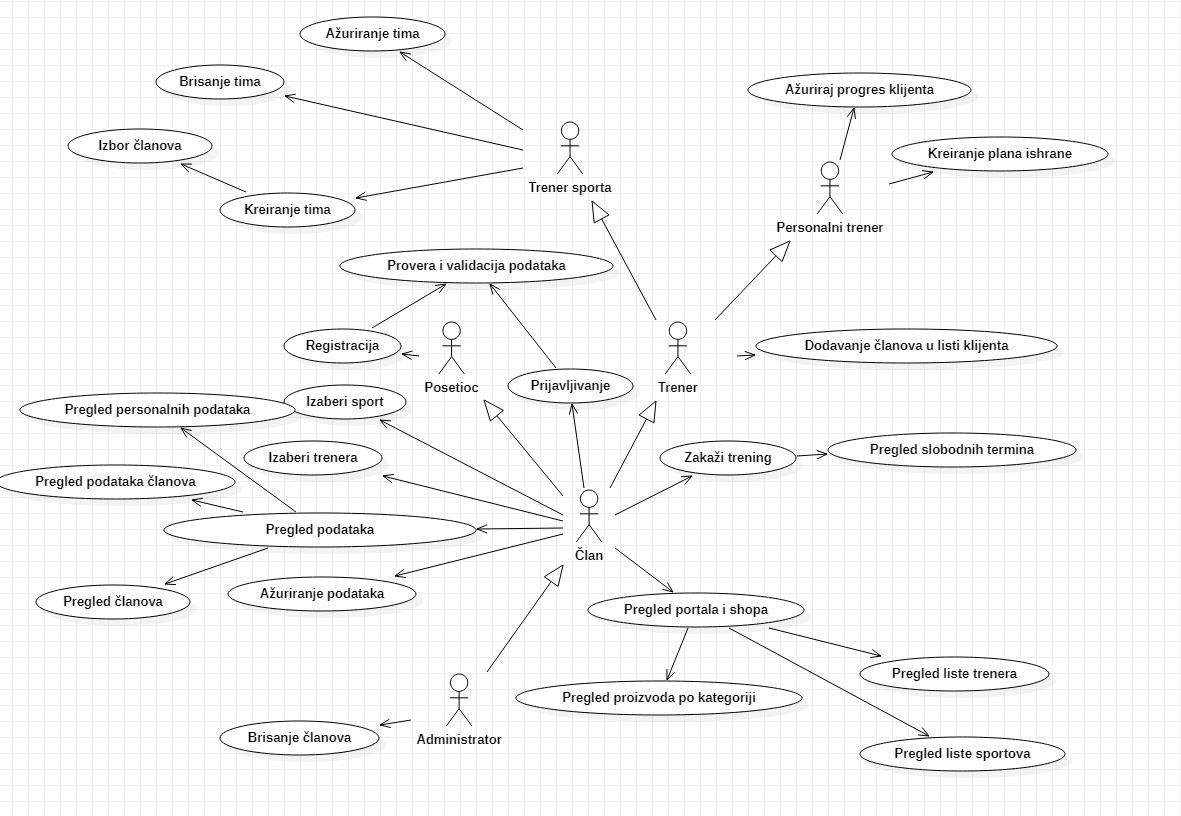 Ažuriranje tima
Brisanje tima
Ažuriraj progres klijenta
Izbor članova
Kreiranje plana ishrane
Trener sporta
Kreiranje tima
Personalni trener
Provera i validacija podataka
Registracija
Dodavanje članova u listi klijenta
Posetioc
Prijavljivanje
Trener
Izaberi sport
Pregled personalnih podataka
Pregled slobodnih termina
Izaberi trenera
Zakaži trening
Pregled podataka članova
Pregled podataka
Član
Ažuriranje podataka
Pregled članova
Pregled portala i shopa
Pregled liste trenera
Pregled proizvoda po kategoriji
Brisanje članova
Administrator
Pregled liste sportova